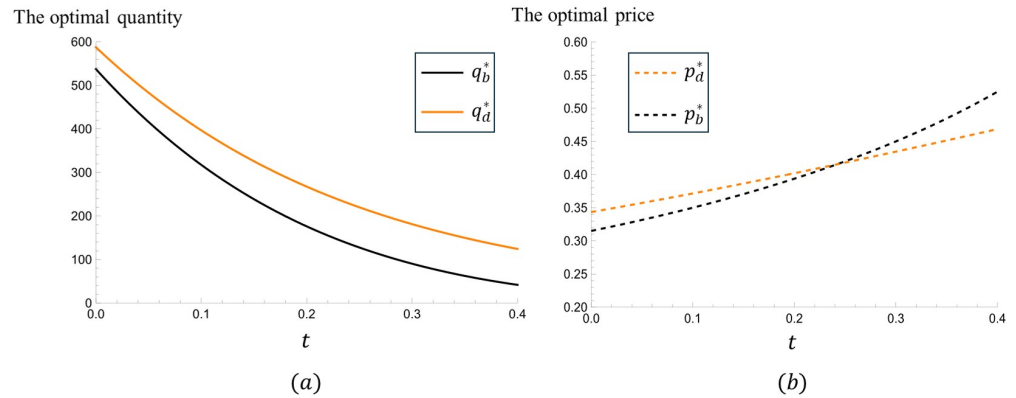 The optimal quantity
600
500
400
300
200
100
0
0.0 0.1 0.2 0.3 0.4
t
q_b^*
q_d^*
(a)
The optimal price
0.60
0.55
0.50
0.45
0.40
0.35
0.30
0.25
0.20
0.0 0.1 0.2 0.3 0.4
t
p_d^*
p_b^*
(b)